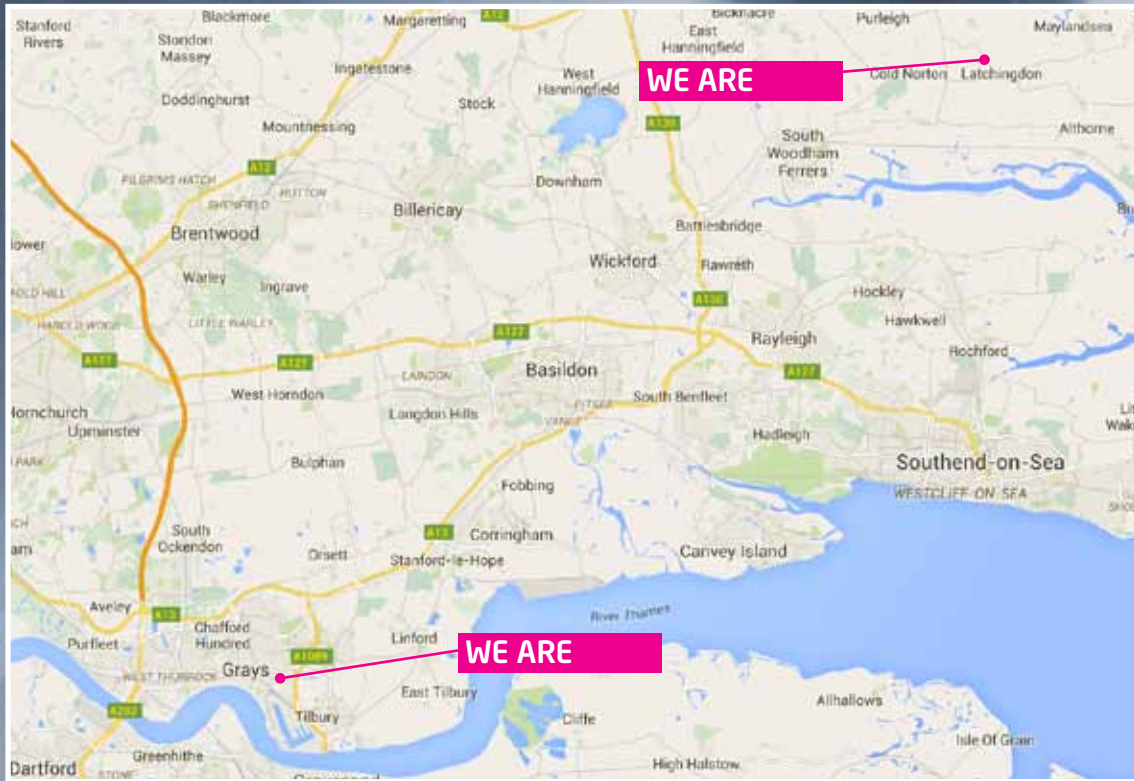 Blackmore
Margaretting
A12
Bicknacre
Purleigh
Maylandsea
Stanford
Rivers
Stondon
Massey
East
Hanningfield
Ingatestone
West
Hanningfield
WE ARE
Cold Norton
Latchingdon
Doddinghurst
Stock
Mountnessing
A130
South
Woodham
Ferrers
Althorne
A12
PILGRIMS HATCH
HUTTON
SHENFIELD
Downham
Billericay
Brentwood
Battlesbridge
Wickford
Rawreth
Warley
Ingrave
Hockley
A130
Hawkwell
HAROLD WOOD
LITTLE WARLEY
A127
Rayleigh
Rochford
A127
A127
Basildon
A127
LAINDON
West Horndon
PITSEA
South Benfleet
Langdon Hills
VANGE
Hornchurch
Upminster
Hadleigh
Bulphan
Southend-on-Sea
Fobbing
WESTCLIFF-ON-SEA
South
Ockendon
A13
Corringham
Orsett
Stanford-le-Hope
Canvey Island
Aveley
A13
River Thames
Chafford
Hundred
Purfleet
Linford
A1089
WE ARE
WEST THURROCK
Grays
East Tilbury
Allhallows
A282
Tilbury
Cliffe
Isle Of Grain
Greenhithe
Dartford
High Halstow
STONE
Gravesend